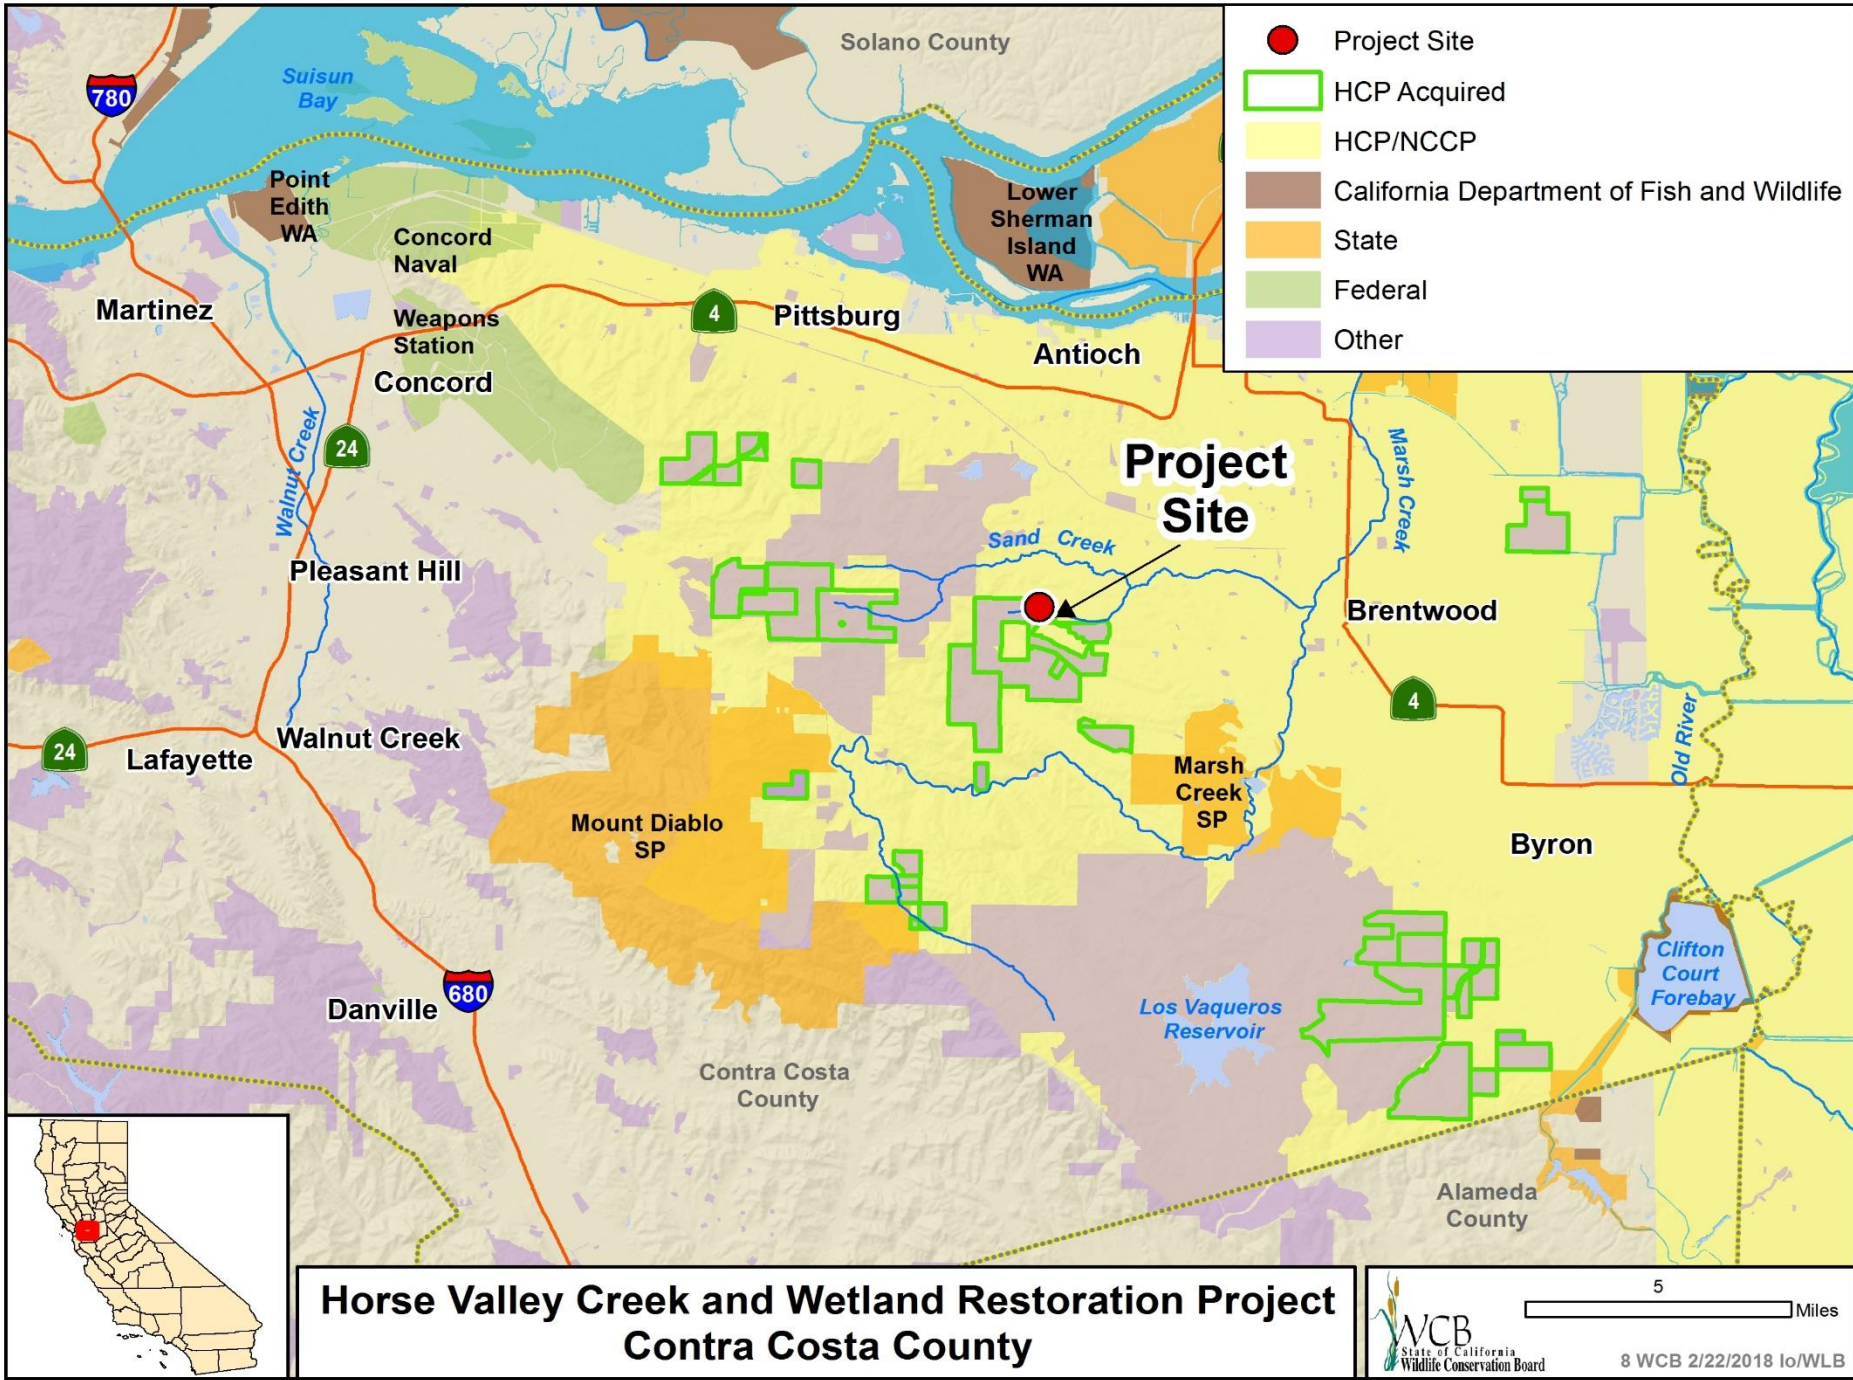 Solano County
Suisun
Bay
780
Point
Edith
WA
Concord
Naval
Lower
Sherman
Island
WA
Martinez
Weapons
Station
4
Pittsburg
Antioch
Concord
24
Walnut Creek
Project
Site
Marsh Creek
Sand Creek
Pleasant Hill
Brentwood
4
Old River
24
Lafayette
Walnut Creek
Mount Diablo
SP
Marsh
Creek
SP
Byron
Danville
680
Clifton
Court
Forebay
Los Vaqueros
Reservoir
Contra Costa
County
Alameda
County
Project Site
HCP Acquired
HCP/NCCP
California Department of Fish and Wildlife
State
Federal
Other
Horse Valley Creek and Wetland Restoration Project
Contra Costa County
WCB
State of California
Wildlife Conservation Board
5
Miles
8 WCB 2/22/2018 lo/WLB